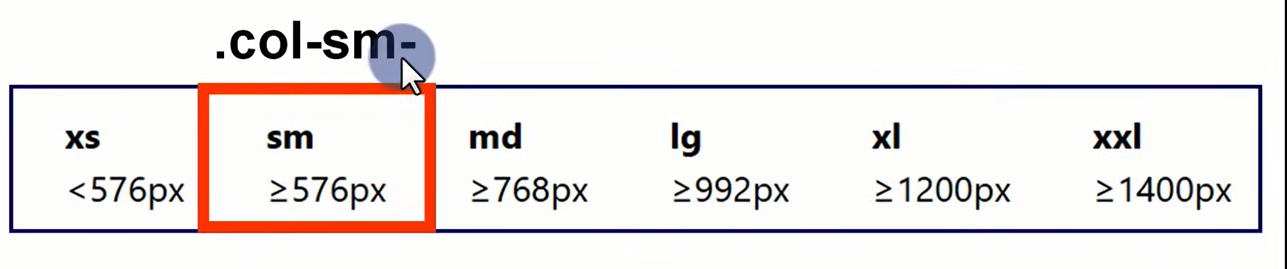 .col-sm-
xs sm md lg xl xxl
<576px ≥576px ≥768px ≥992px ≥1200px ≥1400px